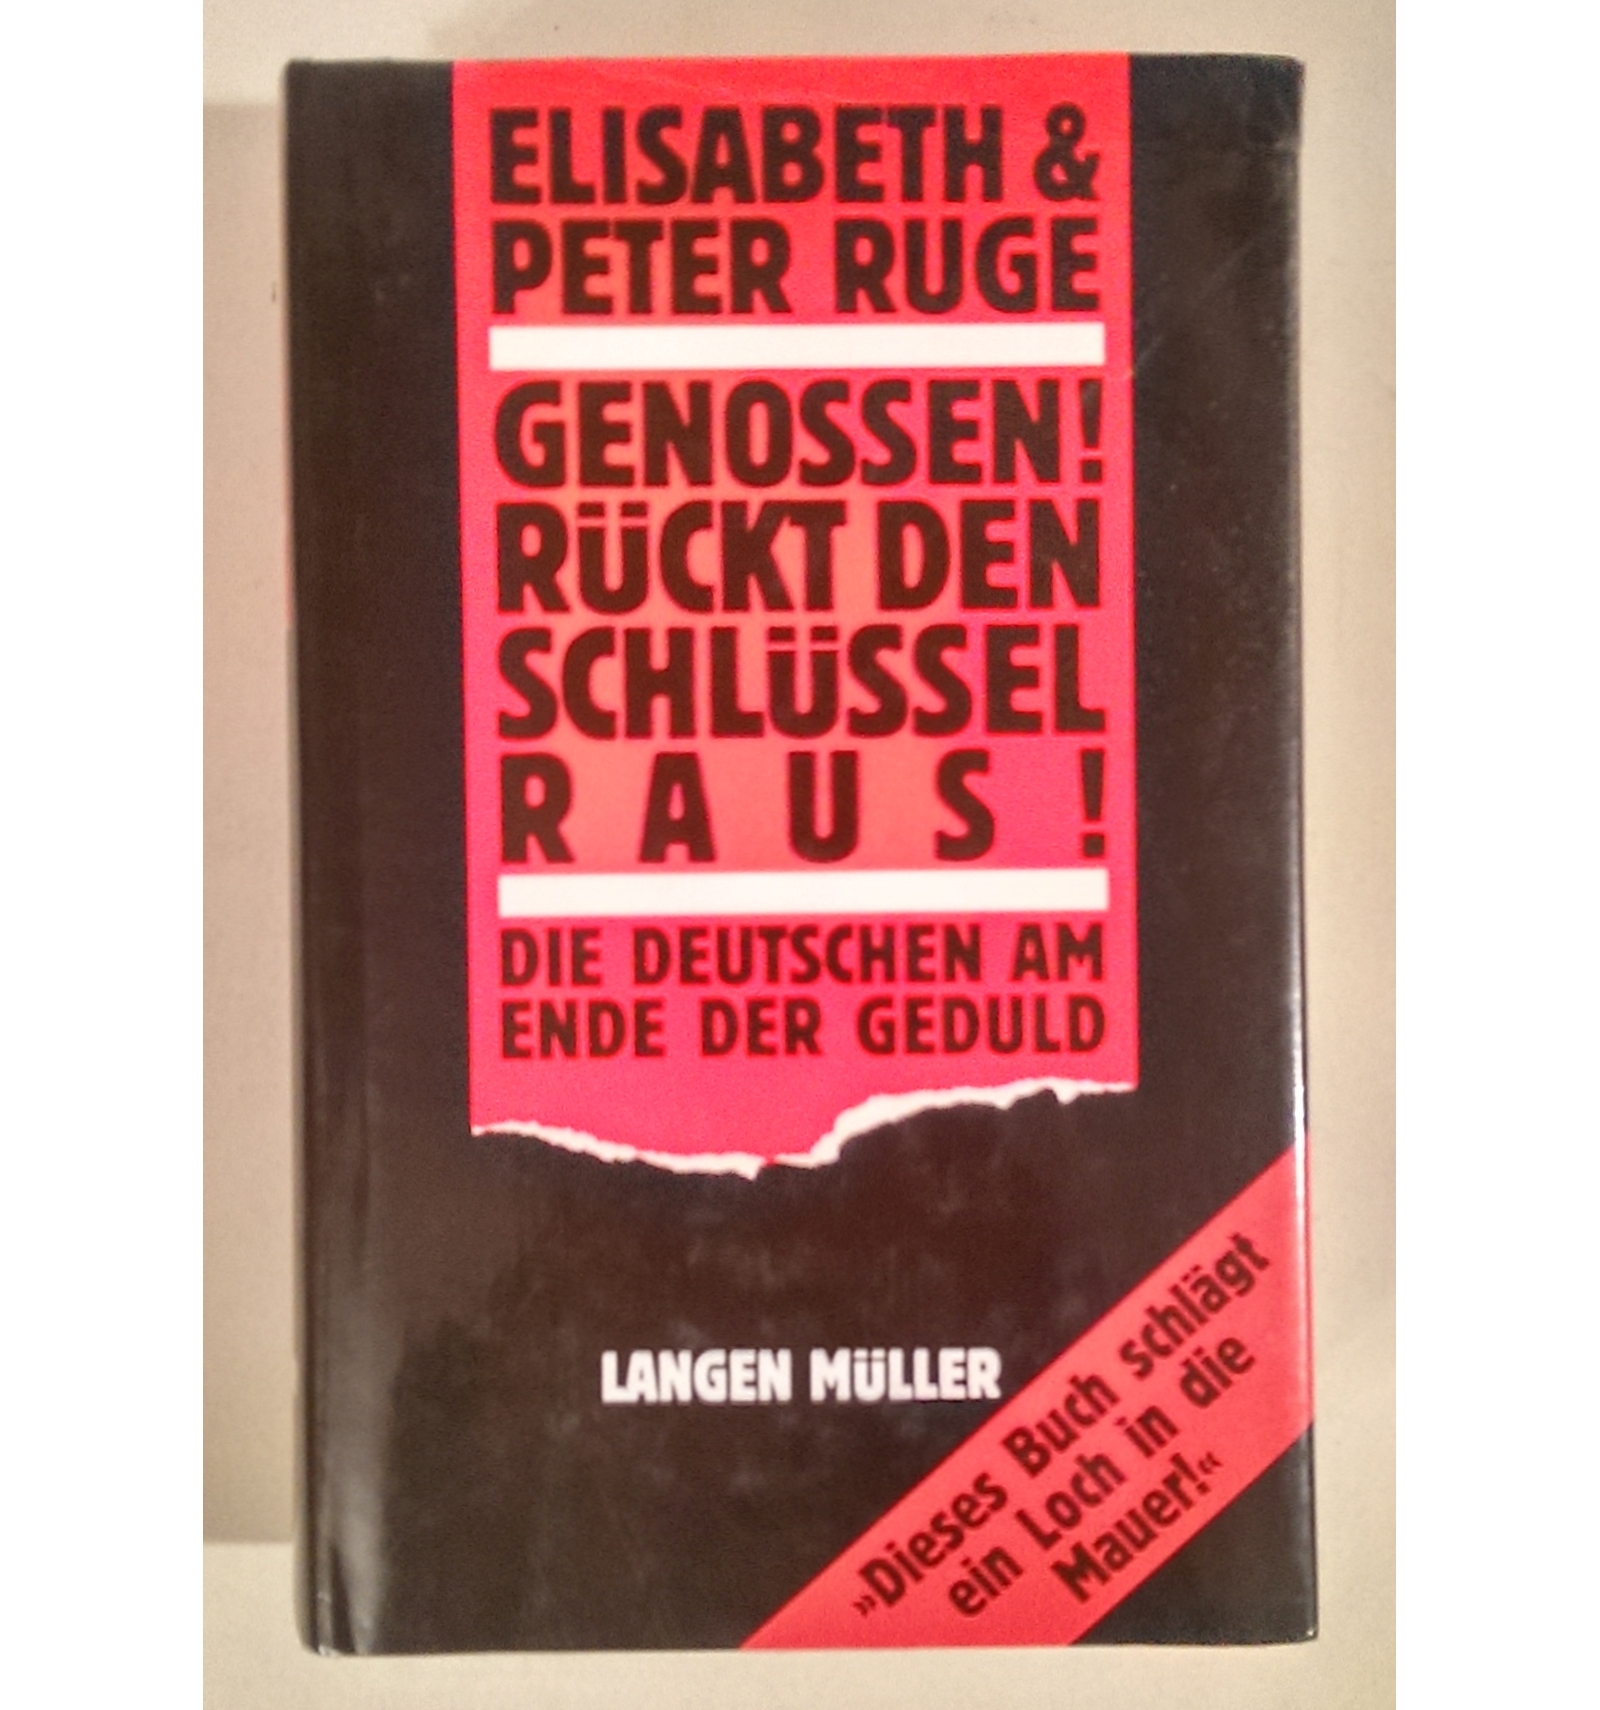 ELISABETH &
PETER RUGE
GENOSSEN!
RÜCKT DEN
SCHLÜSSEL
RAUS!
DIE DEUTSCHEN AM
ENDE DER GEDULD
LANGEN MÜLLER
»Dieses Buch schlägt
ein Loch in die
Mauer!«